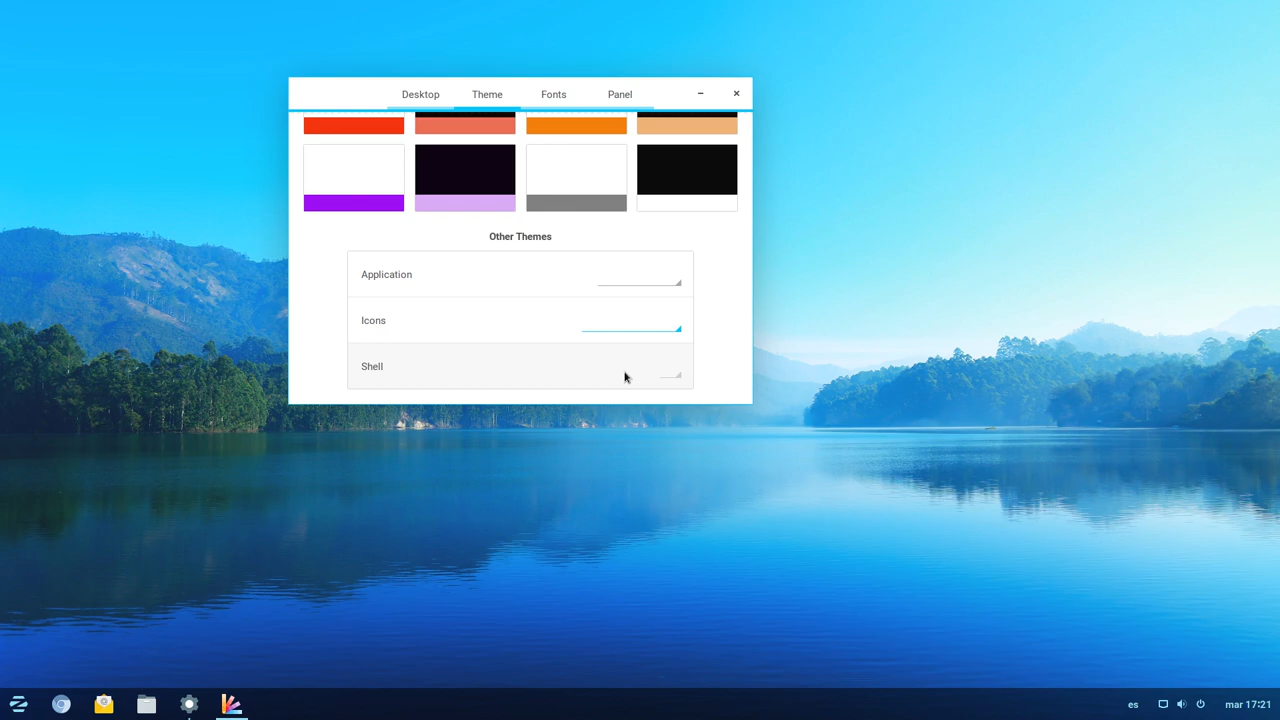 Desktop Theme Fonts Panel
Other Themes
Application
Icons
Shell
es mar 17:21